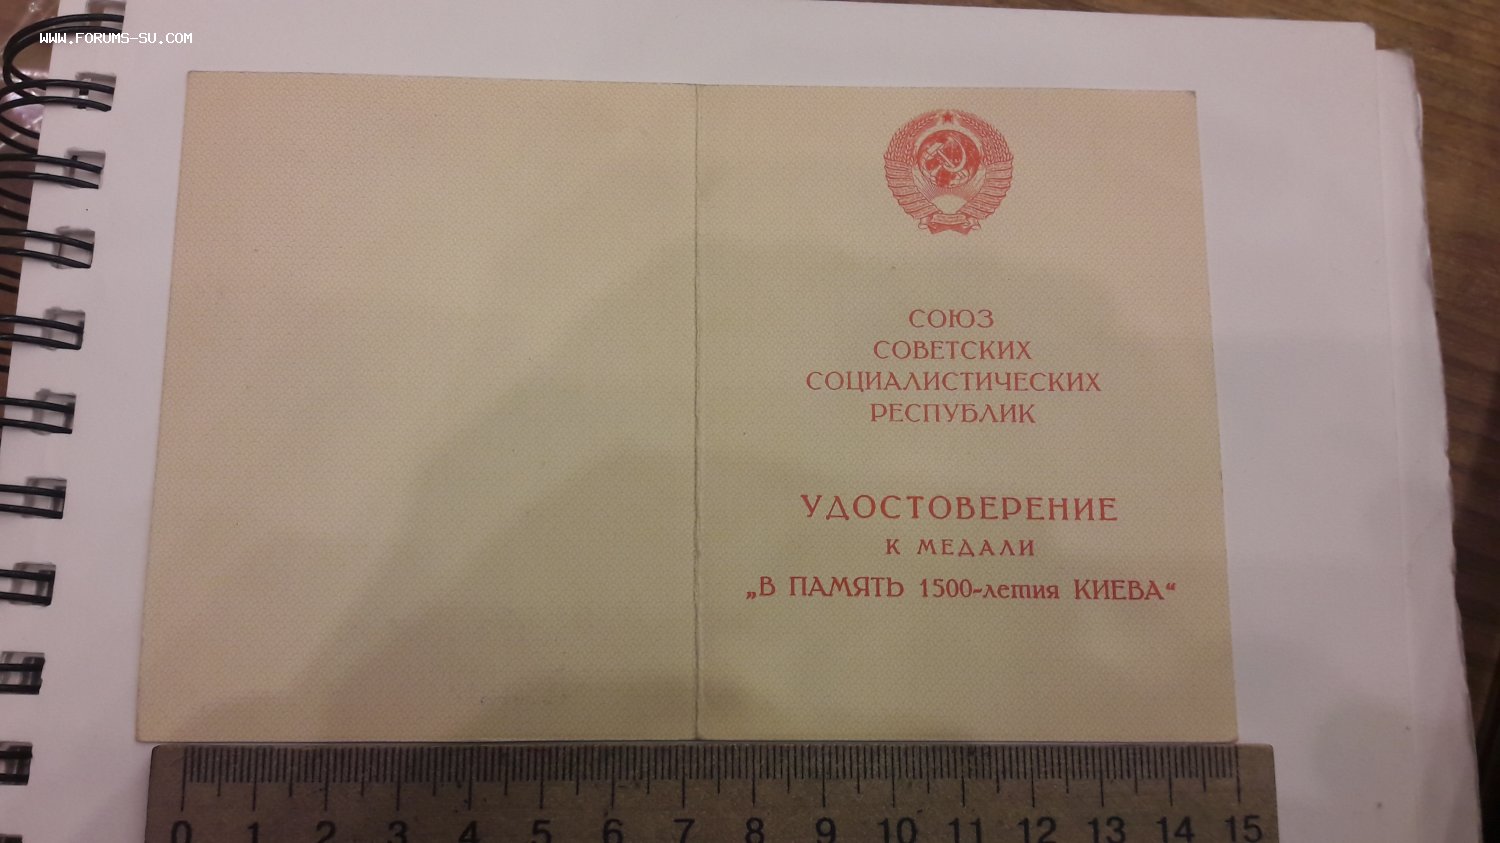 WWW.FORUMS-SU.COM
СОЮЗ
СОВЕТСКИХ
СОЦИАЛИСТИЧЕСКИХ
РЕСПУБЛИК
УДОСТОВЕРЕНИЕ
К МЕДАЛИ
„В ПАМЯТЬ 1500-летия КИЕВА“
0 1 2 3 4 5 6 7 8 9 10 11 12 13 14 15